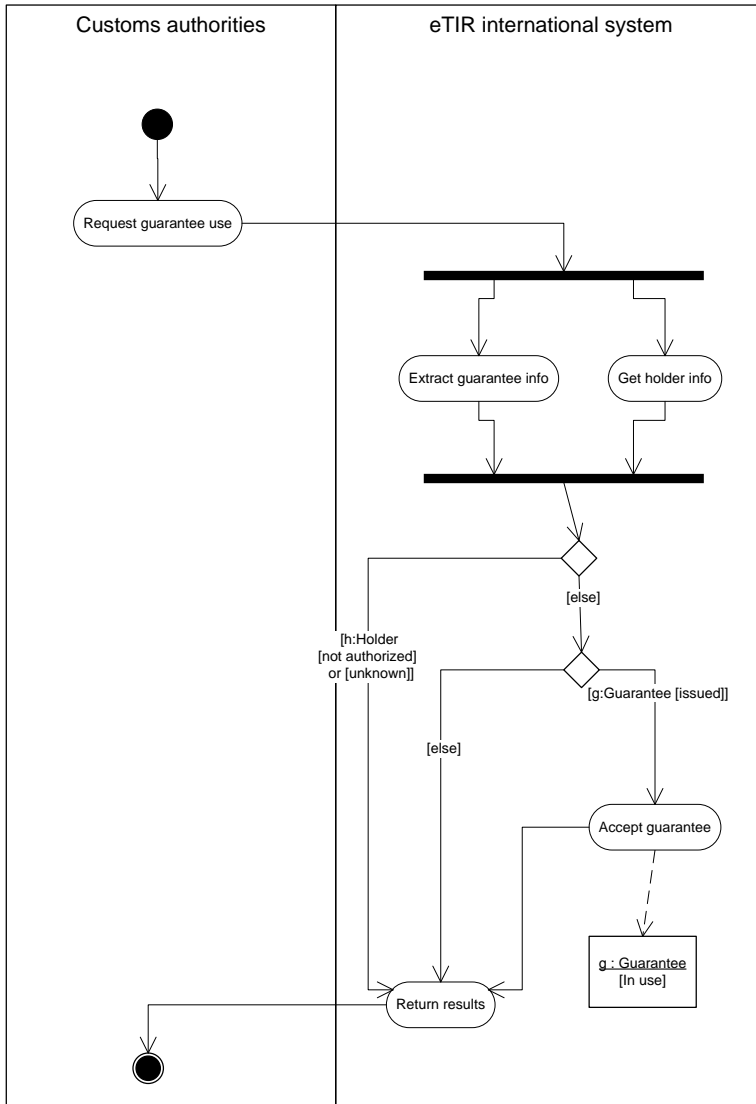 Customs authorities
eTIR international system
Request guarantee use
Extract guarantee info
Get holder info
[else]
[h:Holder
[not authorized]
or [unknown]]
[g:Guarantee [issued]]
[else]
Accept guarantee
g : Guarantee
[In use]
Return results